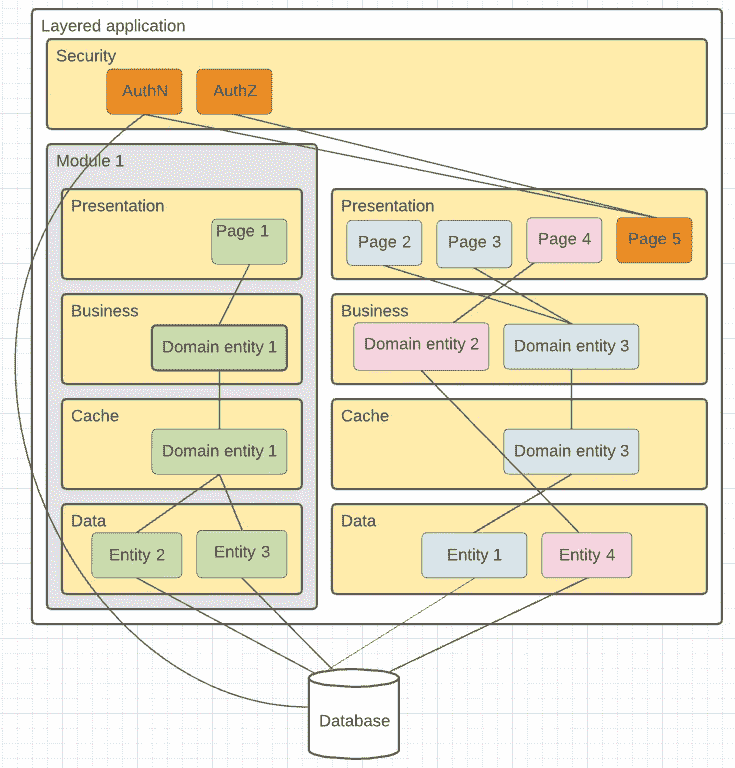 Layered application
Security
AuthN
AuthZ
Module 1
Presentation
Page 1
Presentation
Page 2
Page 3
Page 4
Page 5
Business
Domain entity 1
Business
Domain entity 2
Domain entity 3
Cache
Domain entity 1
Cache
Domain entity 3
Data
Entity 2
Entity 3
Data
Entity 1
Entity 4
Database